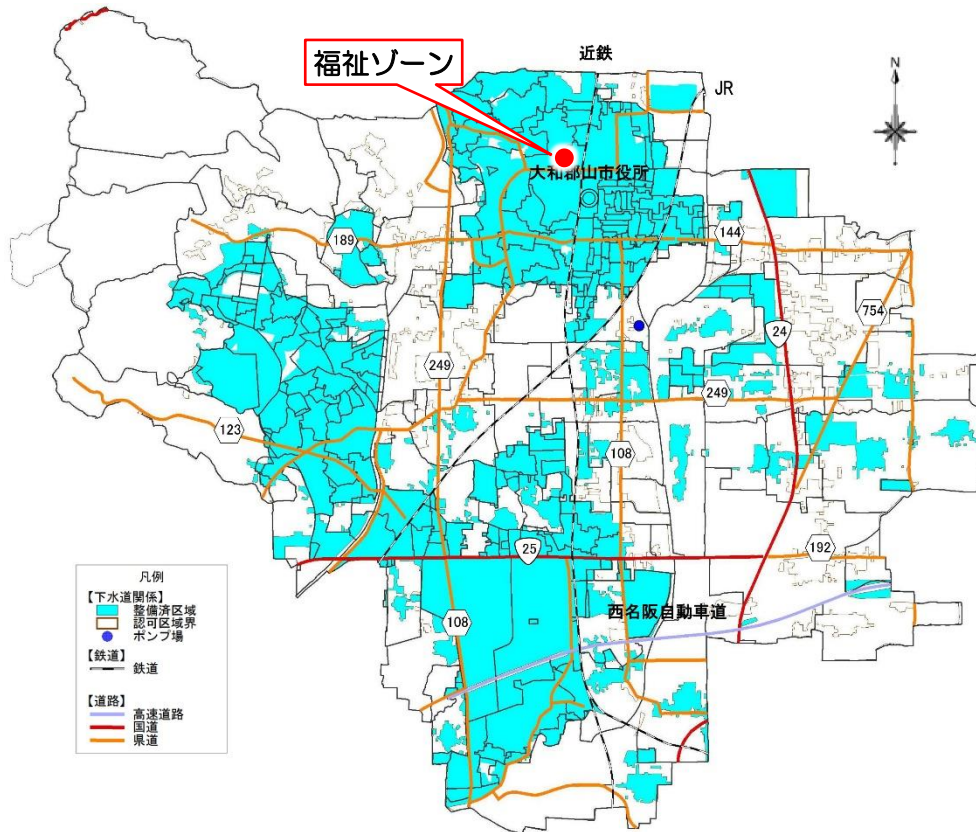 近鉄
福祉ゾーン
JR
N
大和郡山市役所
144
189
24
754
249
249
123
108
25
192
西名阪自動車道
108
凡例
【下水道関係】
整備済区域
認可区域界
ポンプ場
【鉄道】
鉄道
【道路】
高速道路
国道
県道